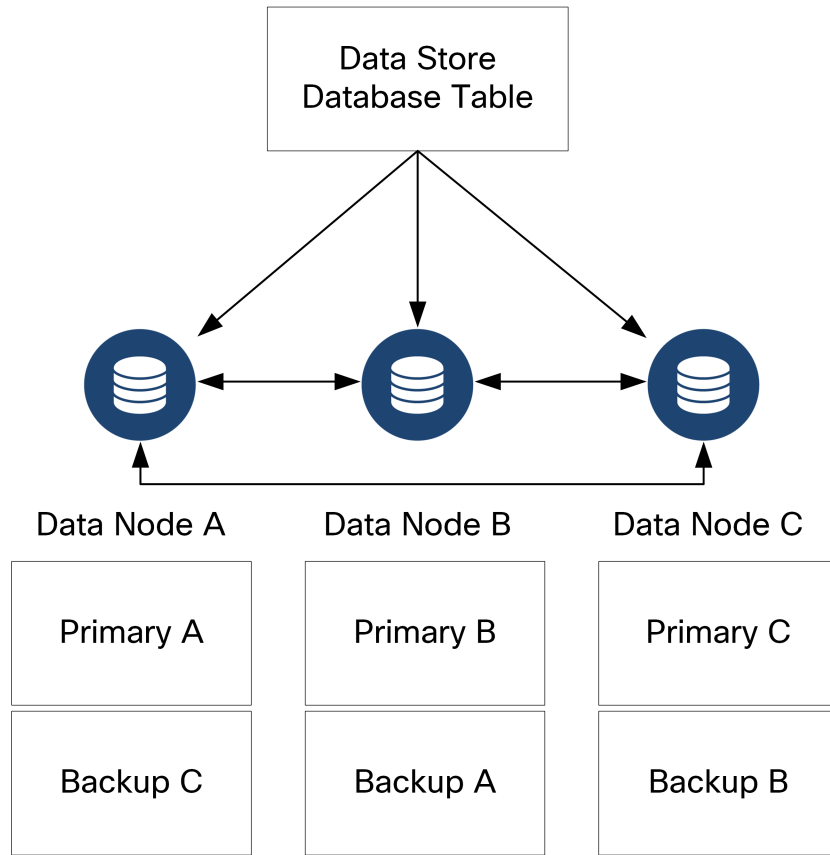 Data Store
Database Table
Data Node A
Data Node B
Data Node C
Primary A
Primary B
Primary C
Backup C
Backup A
Backup B